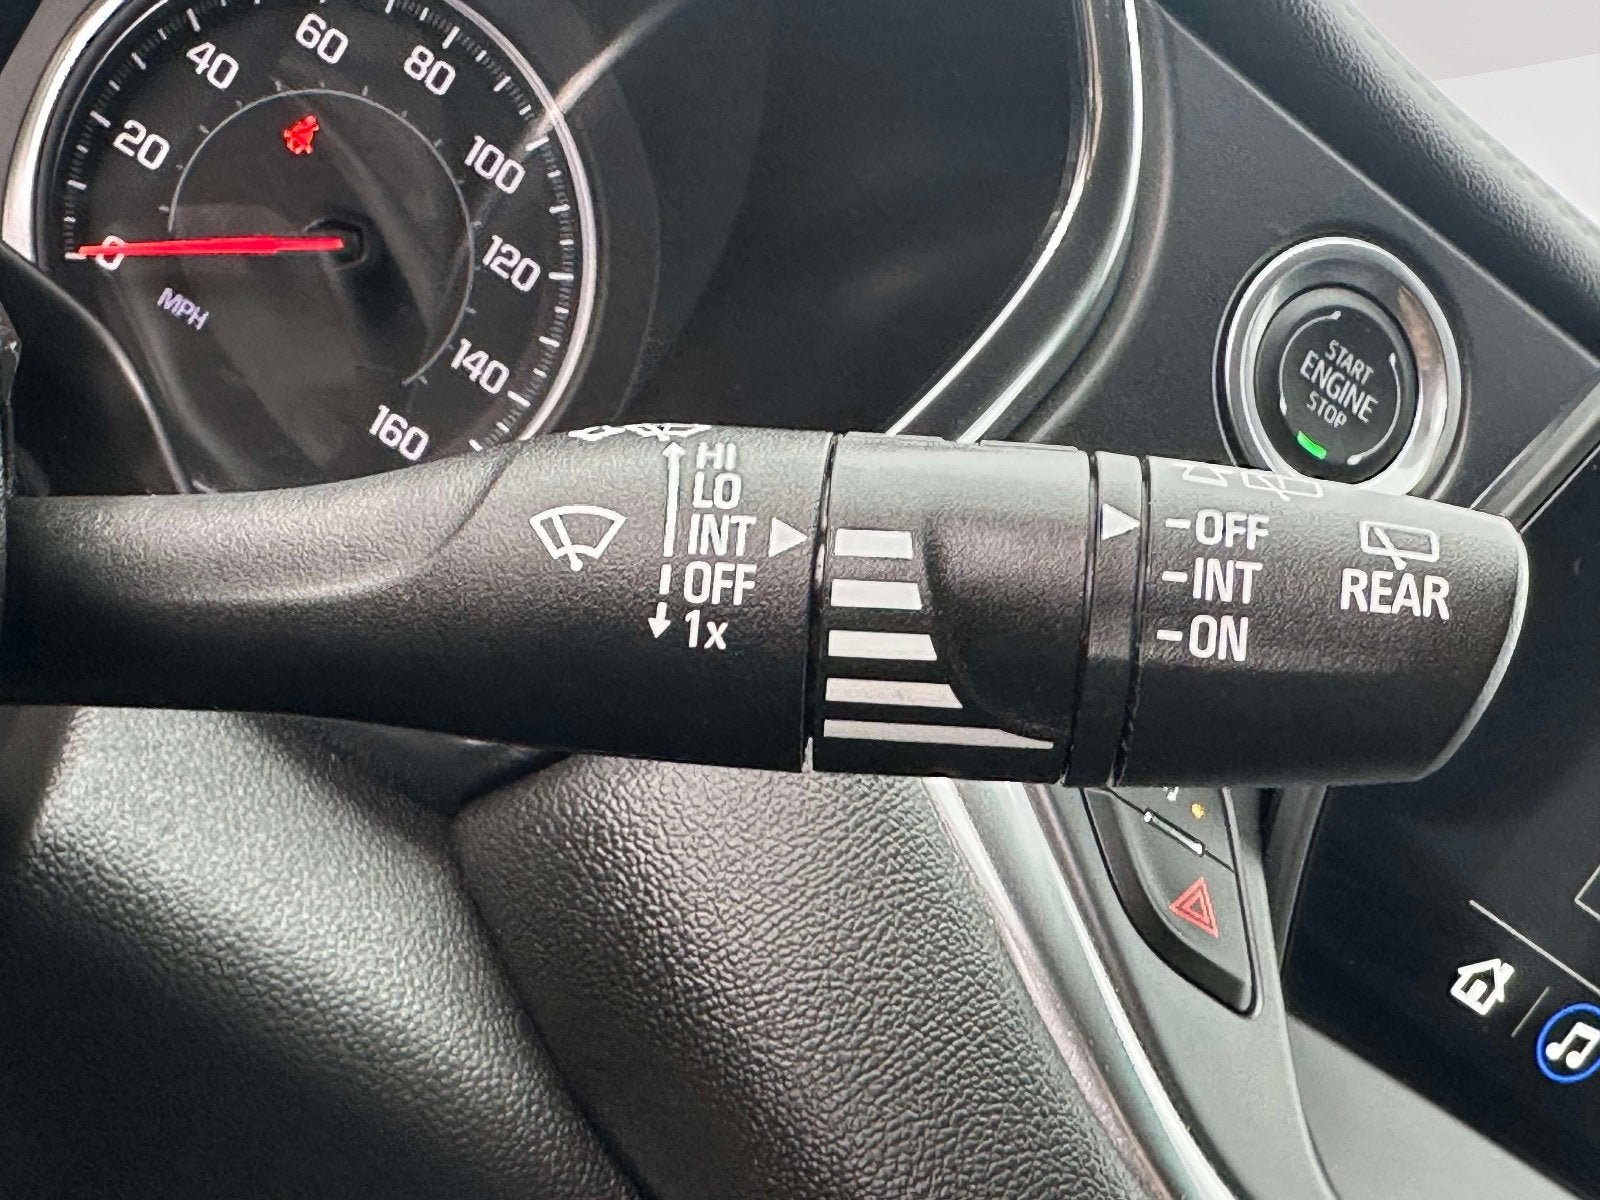 60
40
80
20
100
0
120
MPH
140
160
START
ENGINE
STOP
HI
LO
INT
OFF
1x
-OFF
-INT
-ON
REAR